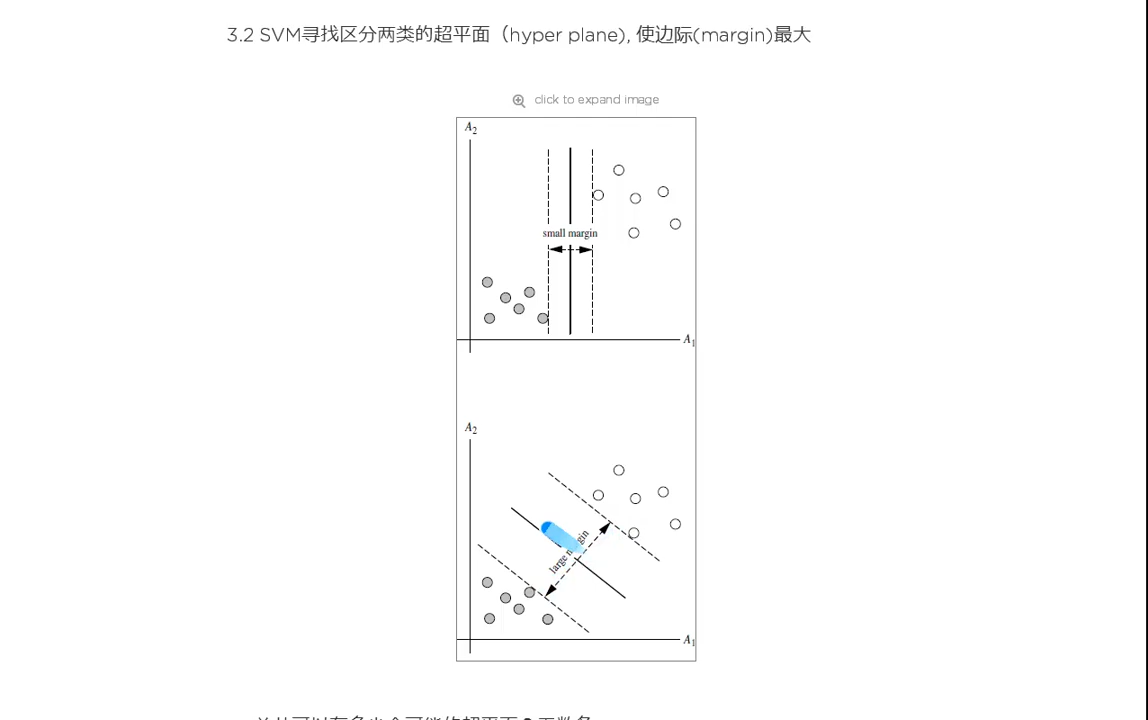 3.2 SVM寻找区分两类的超平面（hyper plane), 使边际(margin)最大
click to expand image
A2
small margin
A1
A2
large
A1